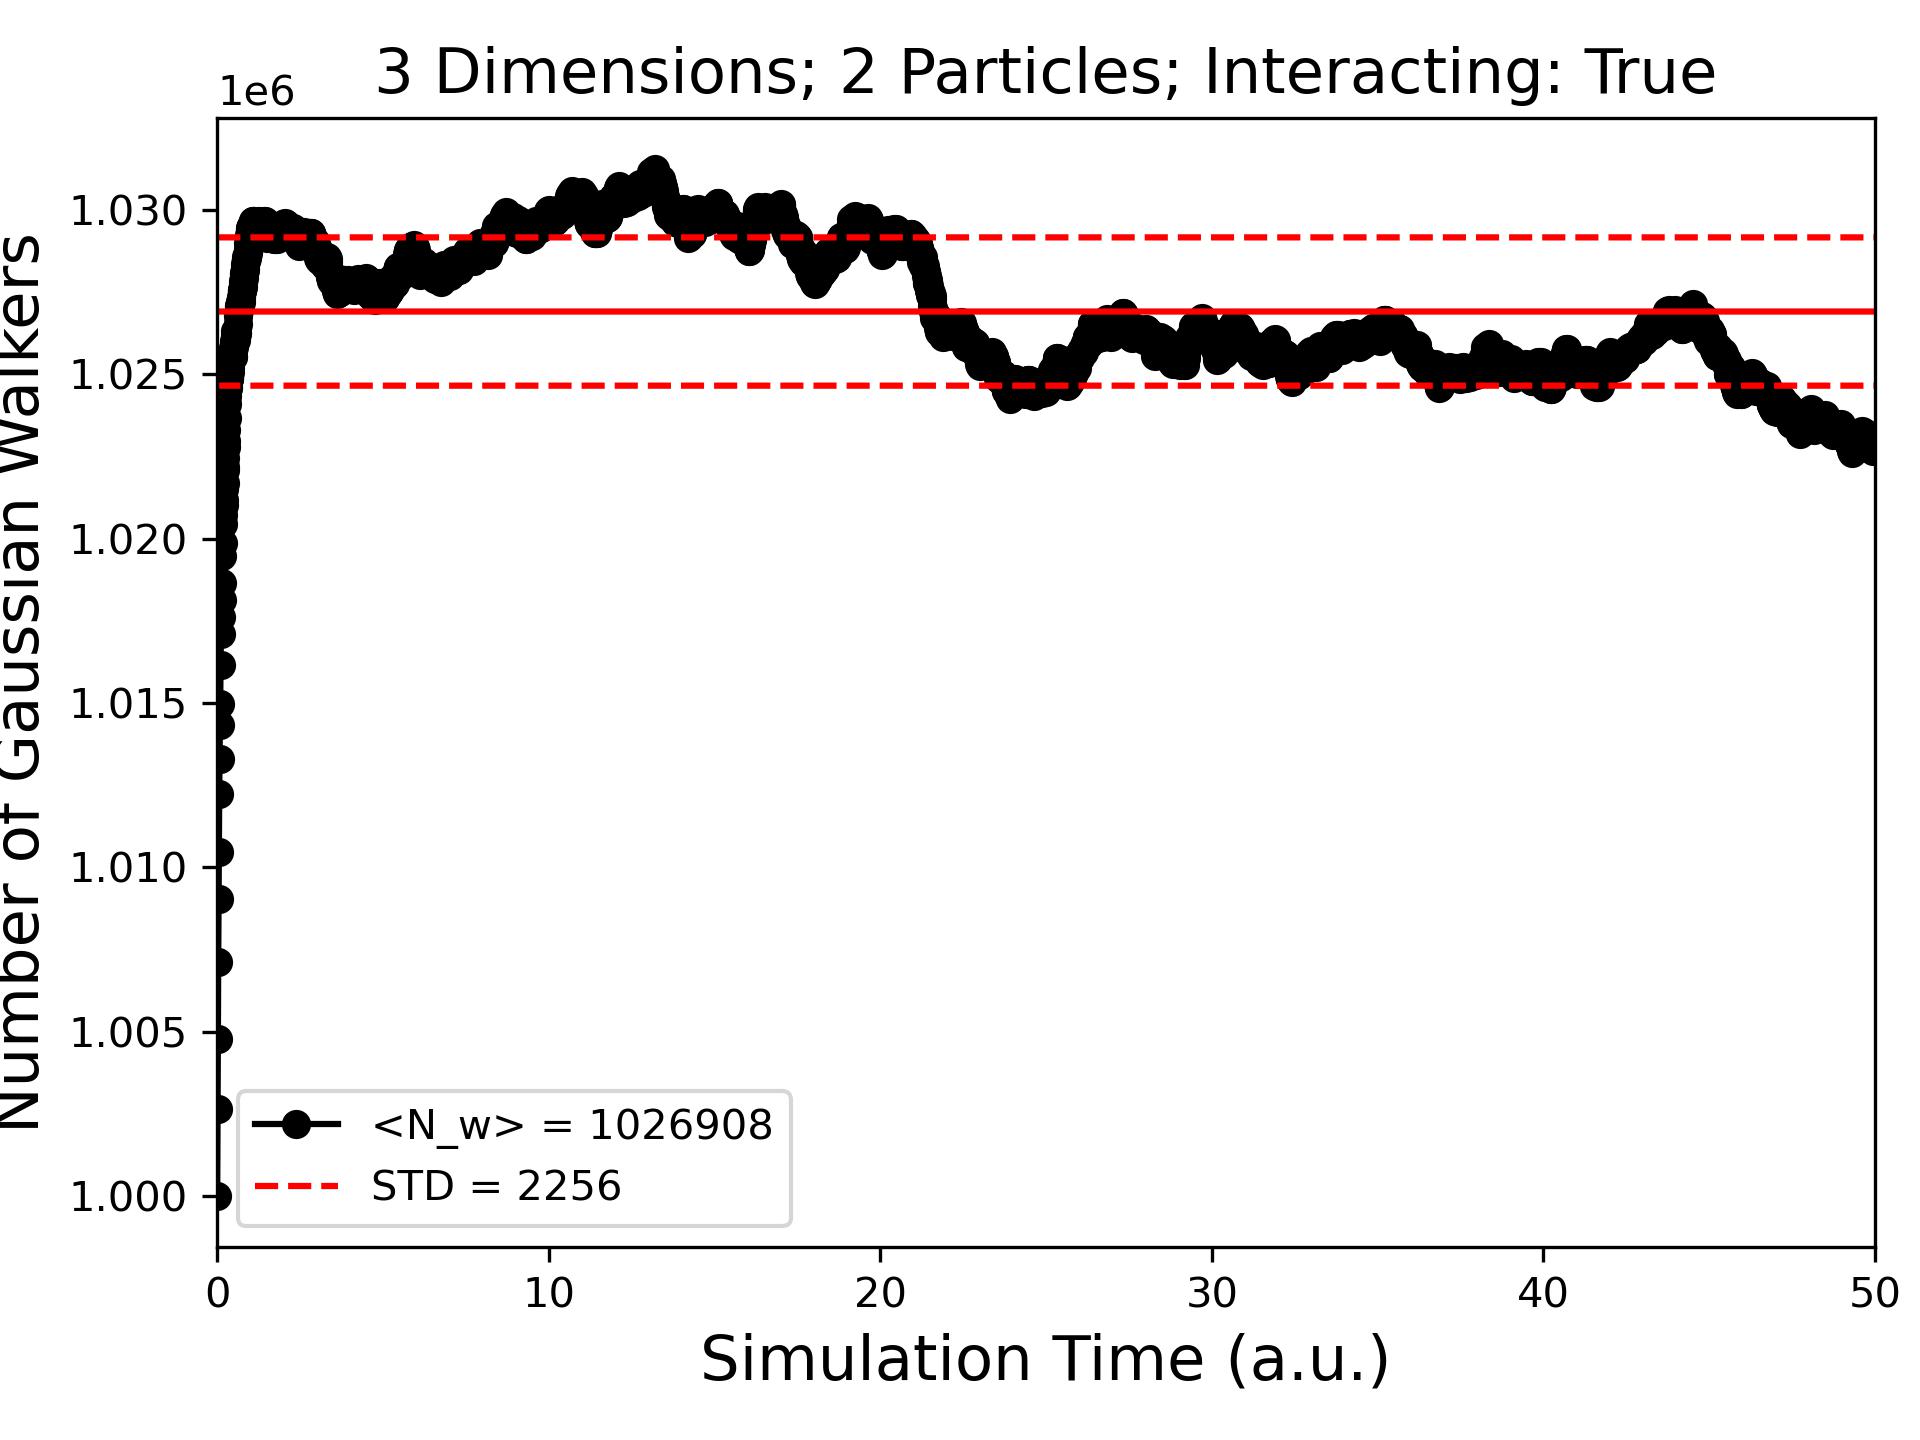 3 Dimensions; 2 Particles; Interacting: True
1e6
Number of Gaussian Walkers
1.030
1.025
1.020
1.015
1.010
1.005
1.000
<N_w> = 1026908
STD = 2256
0 10 20 30 40 50
Simulation Time (a.u.)